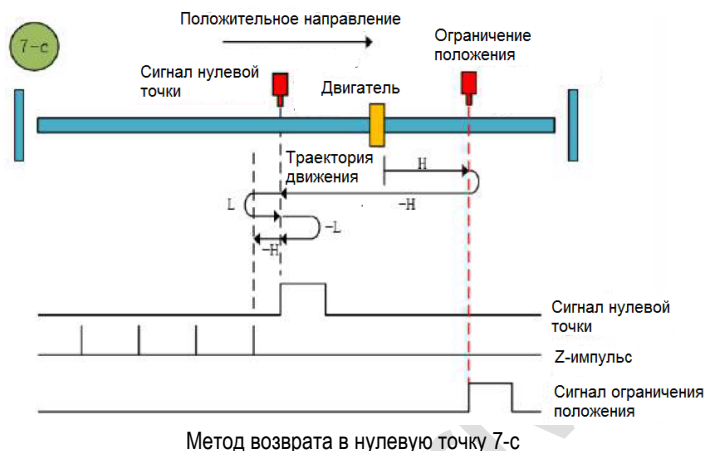 7-c
Положительное направление
Ограничение
положения
Сигнал нулевой
точки
Двигатель
Траектория
движения
H
-H
L
-L
-H
Сигнал нулевой
точки
Z-импульс
Сигнал ограничения
положения
Метод возврата в нулевую точку 7-c